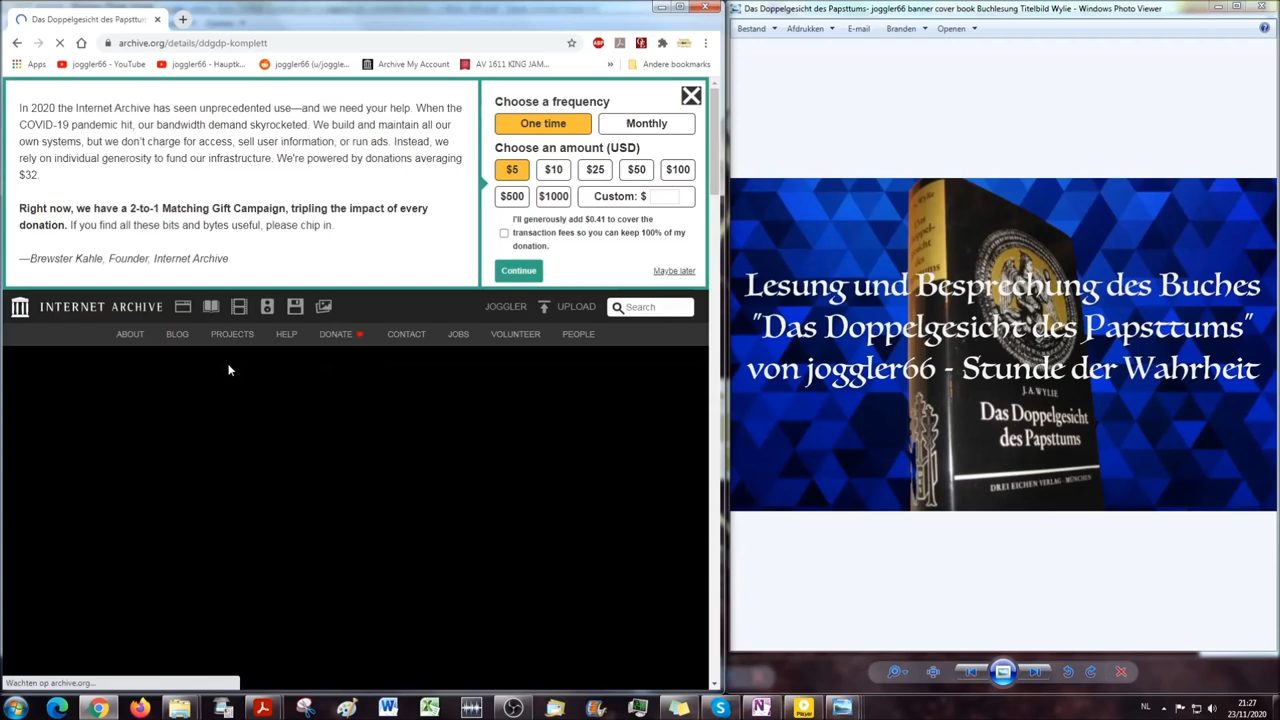 Das Doppelgesicht des Papsttum
archive.org/details/ddgdp-komplett
Apps
joggler66 - YouTube
joggler66 - Hauptk...
joggler66 (u/joggle...
Archive My Account
AV 1611 KING JAM...
»
Andere bookmarks
In 2020 the Internet Archive has seen unprecedented use—and we need your help. When the
COVID-19 pandemic hit, our bandwidth demand skyrocketed. We build and maintain all our
own systems, but we don't charge for access, sell user information, or run ads. Instead, we
rely on individual generosity to fund our infrastructure. We're powered by donations averaging
$32.
Right now, we have a 2-to-1 Matching Gift Campaign, tripling the impact of every
donation. If you find all these bits and bytes useful, please chip in.
—Brewster Kahle, Founder, Internet Archive
Choose a frequency
One time
Monthly
Choose an amount (USD)
$5
$10
$25
$50
$100
$500
$1000
Custom: $
I'll generously add $0.41 to cover the
transaction fees so you can keep 100% of my
donation.
Continue
Maybe later
INTERNET ARCHIVE
JOGGLER
UPLOAD
Search
ABOUT
BLOG
PROJECTS
HELP
DONATE
CONTACT
JOBS
VOLUNTEER
PEOPLE
Wachten op archive.org...
Das Doppelgesicht des Papsttums- joggler66 banner cover book Buchlesung Titelbild Wylie - Windows Photo Viewer
Bestand
Afdrukken
E-mail
Branden
Openen
Lesung und Besprechung des Buches
"Das Doppelgesicht des Papsttums"
von joggler66 - Stunde der Wahrheit
J.A. WYLIE
Das Doppelgesicht
des Papsttums
DREI EICHEN VERLAG · MÜNCHEN
NL
21:27
23/11/2020